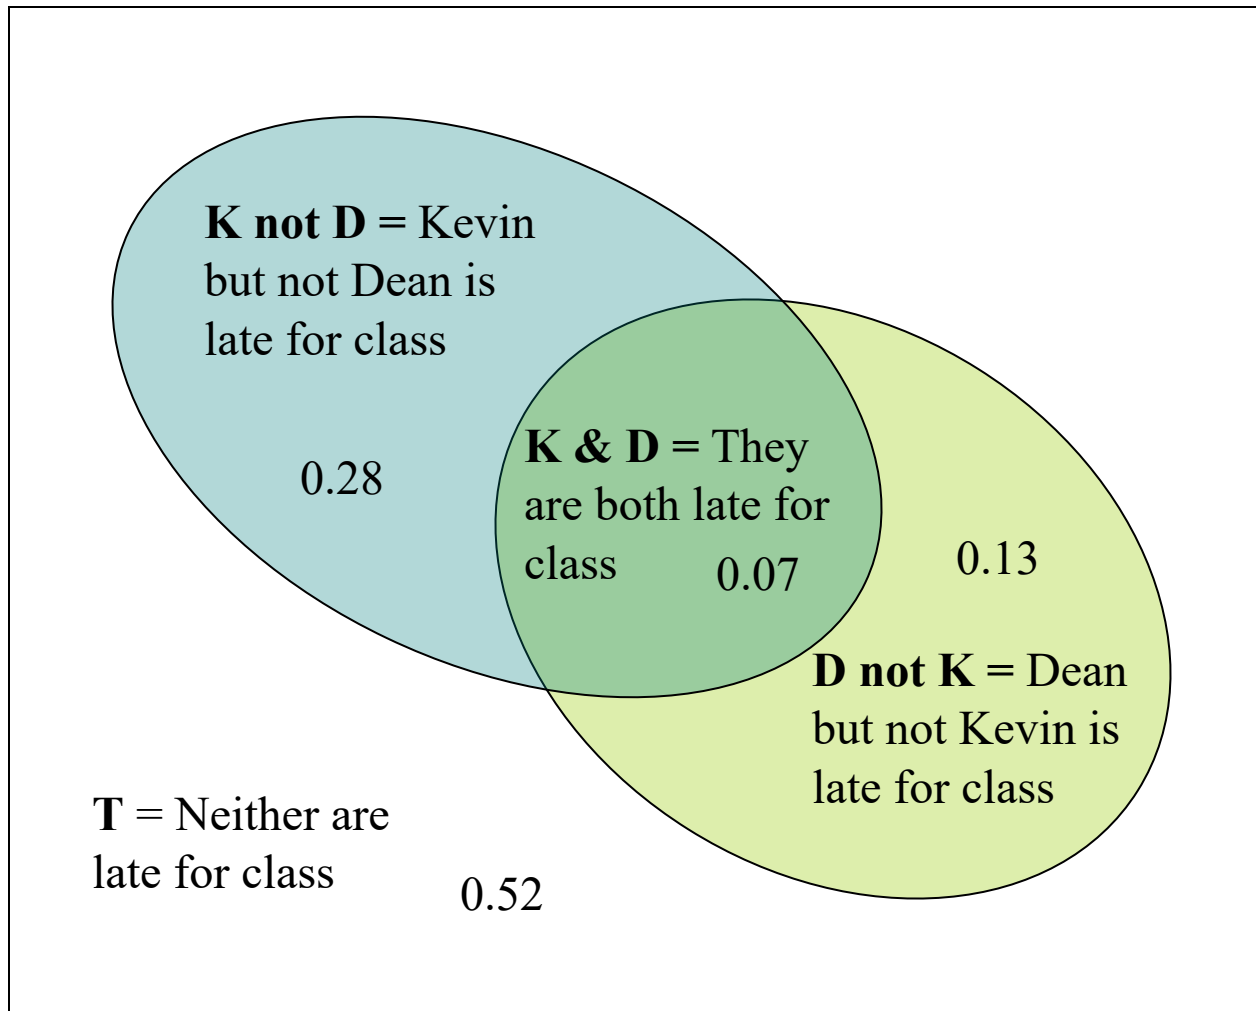 K not D = Kevin
but not Dean is
late for class
0.28
K & D = They
are both late for
class
0.07
0.13
D not K = Dean
but not Kevin is
late for class
T = Neither are
late for class
0.52